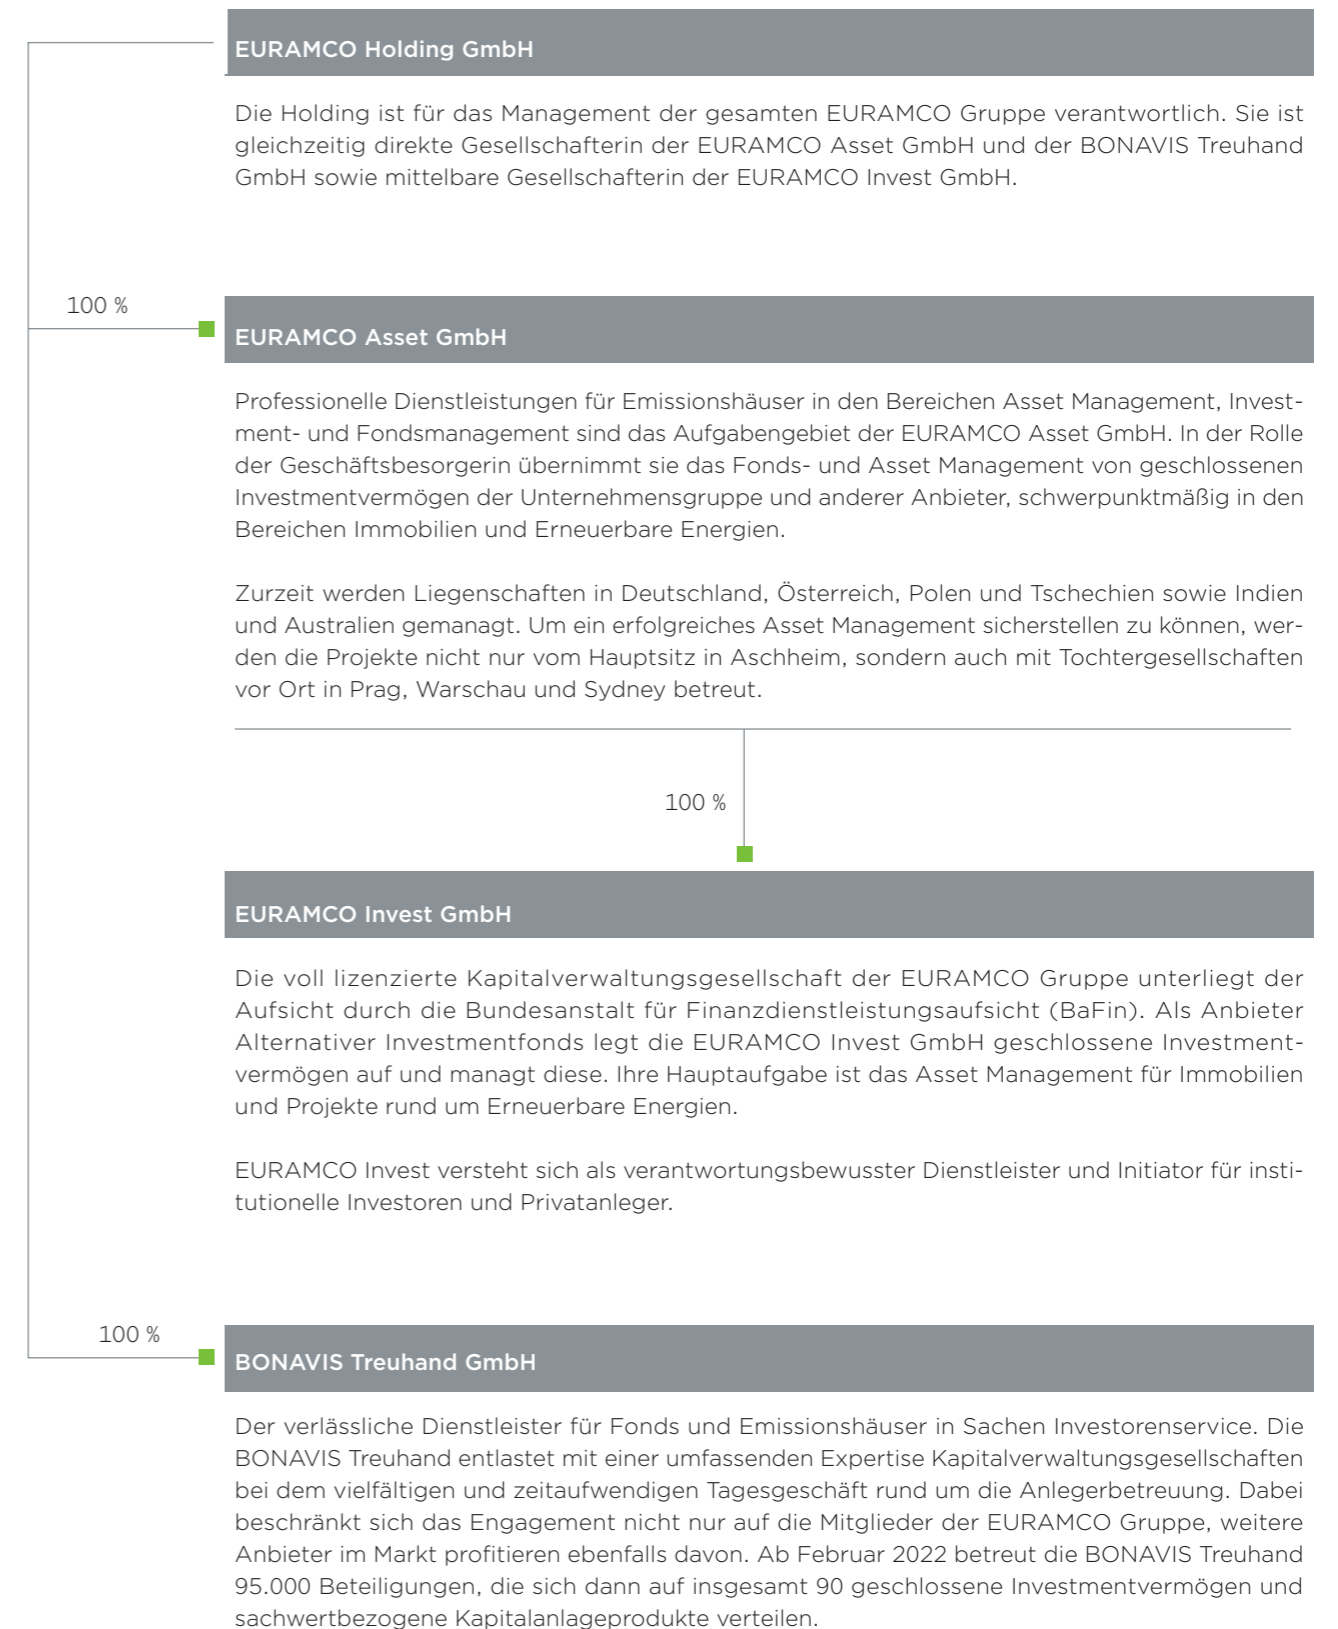 EURAMCO Holding GmbH
Die Holding ist für das Management der gesamten EURAMCO Gruppe verantwortlich. Sie ist
gleichzeitig direkte Gesellschafterin der EURAMCO Asset GmbH und der BONAVIS Treuhand
GmbH sowie mittelbare Gesellschafterin der EURAMCO Invest GmbH.
100 %
EURAMCO Asset GmbH
Professionelle Dienstleistungen für Emissionshäuser in den Bereichen Asset Management, Invest-
ment- und Fondsmanagement sind das Aufgabengebiet der EURAMCO Asset GmbH. In der Rolle
der Geschäftsbesorgerin übernimmt sie das Fonds- und Asset Management von geschlossenen
Investmentvermögen der Unternehmensgruppe und anderer Anbieter, schwerpunktmäßig in den
Bereichen Immobilien und Erneuerbare Energien.
Zurzeit werden Liegenschaften in Deutschland, Österreich, Polen und Tschechien sowie Indien
und Australien gemanagt. Um ein erfolgreiches Asset Management sicherstellen zu können, wer-
den die Projekte nicht nur vom Hauptsitz in Aschheim, sondern auch mit Tochtergesellschaften
vor Ort in Prag, Warschau und Sydney betreut.
100 %
EURAMCO Invest GmbH
Die voll lizenzierte Kapitalverwaltungsgesellschaft der EURAMCO Gruppe unterliegt der
Aufsicht durch die Bundesanstalt für Finanzdienstleistungsaufsicht (BaFin). Als Anbieter
Alternativer Investmentfonds legt die EURAMCO Invest GmbH geschlossene Investment-
vermögen auf und managt diese. Ihre Hauptaufgabe ist das Asset Management für Immobilien
und Projekte rund um Erneuerbare Energien.
EURAMCO Invest versteht sich als verantwortungsbewusster Dienstleister und Initiator für insti-
tutionelle Investoren und Privatanleger.
100 %
BONAVIS Treuhand GmbH
Der verlässliche Dienstleister für Fonds und Emissionshäuser in Sachen Investorenservice. Die
BONAVIS Treuhand entlastet mit einer umfassenden Expertise Kapitalverwaltungsgesellschaften
bei dem vielfältigen und zeitaufwendigen Tagesgeschäft rund um die Anlegerbetreuung. Dabei
beschränkt sich das Engagement nicht nur auf die Mitglieder der EURAMCO Gruppe, weitere
Anbieter im Markt profitieren ebenfalls davon. Ab Februar 2022 betreut die BONAVIS Treuhand
95.000 Beteiligungen, die sich dann auf insgesamt 90 geschlossene Investmentvermögen und
sachwertbezogene Kapitalanlageprodukte verteilen.